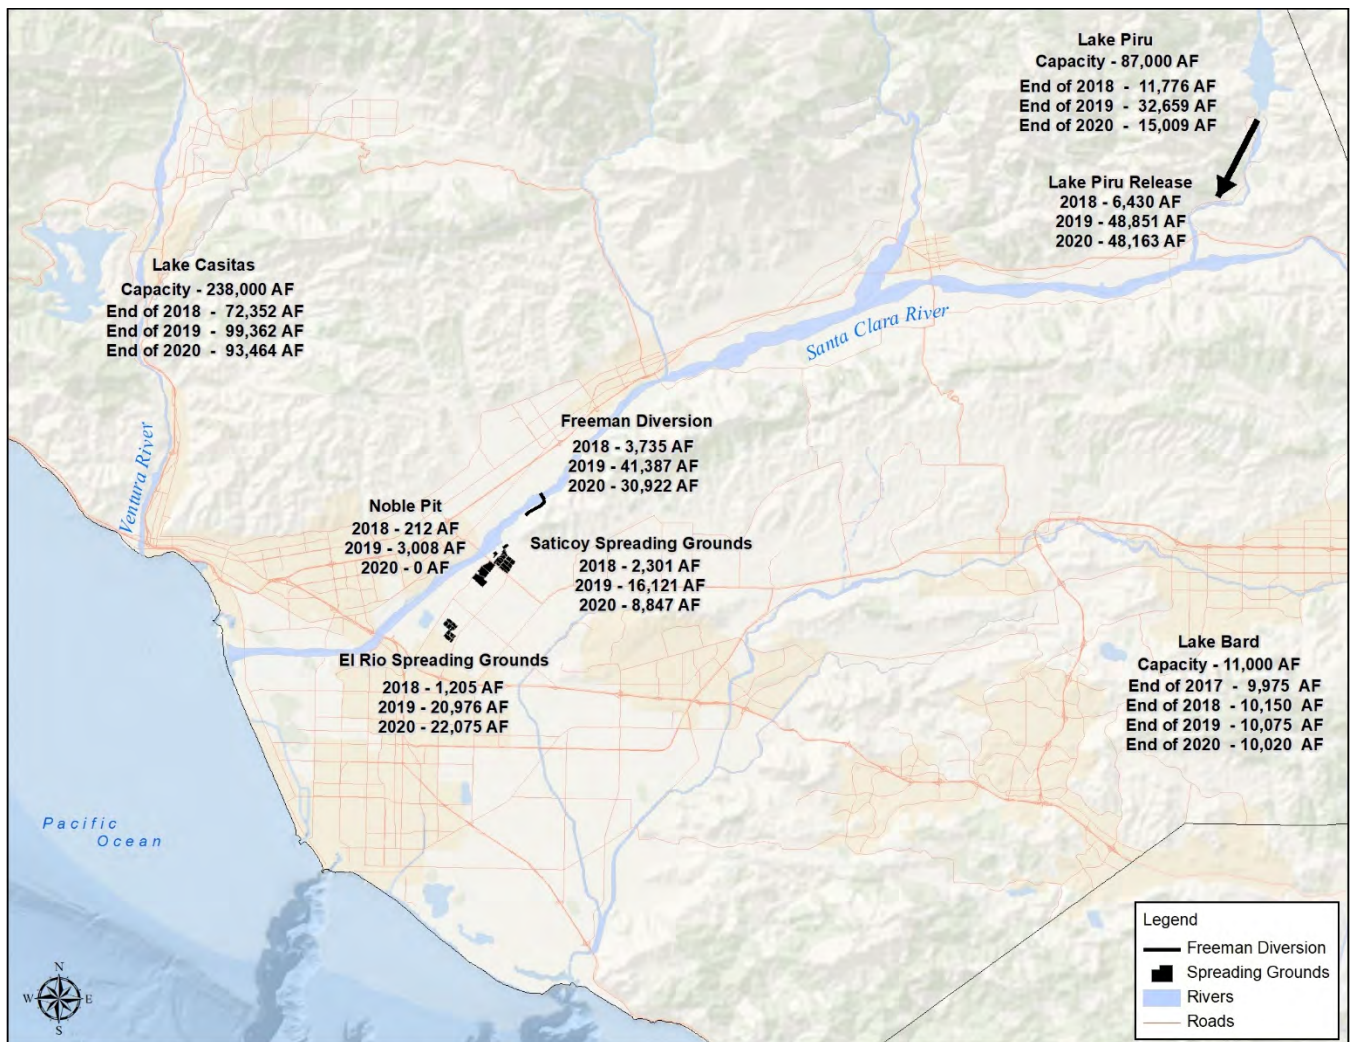 Lake Piru
Capacity - 87,000 AF
End of 2018 - 11,776 AF
End of 2019 - 32,659 AF
End of 2020 - 15,009 AF
Lake Piru Release
2018 - 6,430 AF
2019 - 48,851 AF
2020 - 48,163 AF
Lake Casitas
Capacity - 238,000 AF
End of 2018 - 72,352 AF
End of 2019 - 99,362 AF
End of 2020 - 93,464 AF
Santa Clara River
Ventura River
Freeman Diversion
2018 - 3,735 AF
2019 - 41,387 AF
2020 - 30,922 AF
Noble Pit
2018 - 212 AF
2019 - 3,008 AF
2020 - 0 AF
Saticoy Spreading Grounds
2018 - 2,301 AF
2019 - 16,121 AF
2020 - 8,847 AF
El Rio Spreading Grounds
2018 - 1,205 AF
2019 - 20,976 AF
2020 - 22,075 AF
Lake Bard
Capacity - 11,000 AF
End of 2017 - 9,975 AF
End of 2018 - 10,150 AF
End of 2019 - 10,075 AF
End of 2020 - 10,020 AF
Pacific
Ocean
Legend
Freeman Diversion
Spreading Grounds
Rivers
Roads
N
W E
S